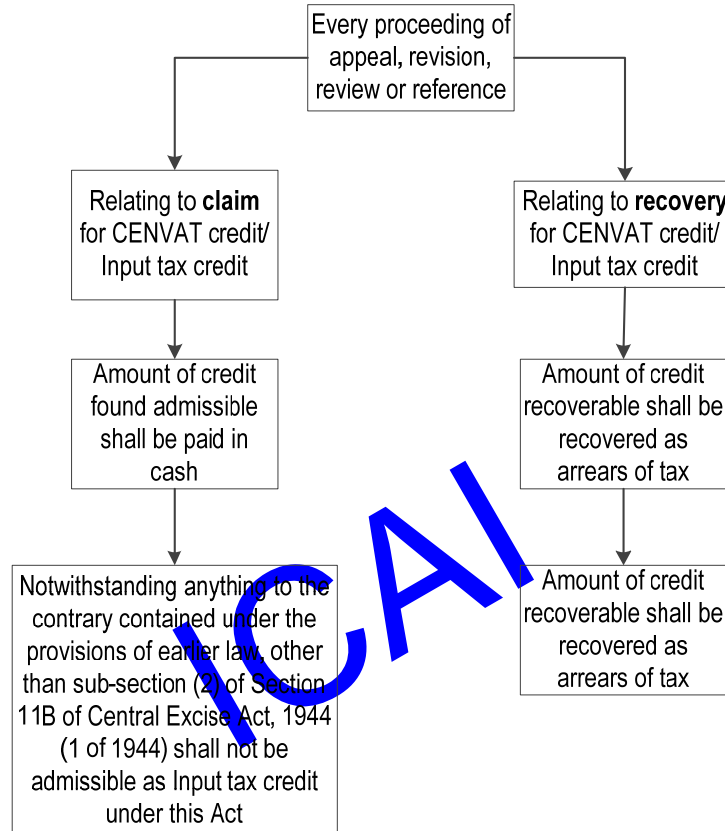 Every proceeding of
appeal, revision,
review or reference
Relating to claim
for CENVAT credit/
Input tax credit
Relating to recovery
for CENVAT credit/
Input tax credit
Amount of credit
found admissible
shall be paid in
cash
Amount of credit
recoverable shall be
recovered as
arrears of tax
Notwithstanding anything to the
contrary contained under the
provisions of earlier law, other
than sub-section (2) of Section
11B of Central Excise Act, 1944
(1 of 1944) shall not be
admissible as Input tax credit
under this Act
Amount of credit
recoverable shall be
recovered as
arrears of tax
ICAI